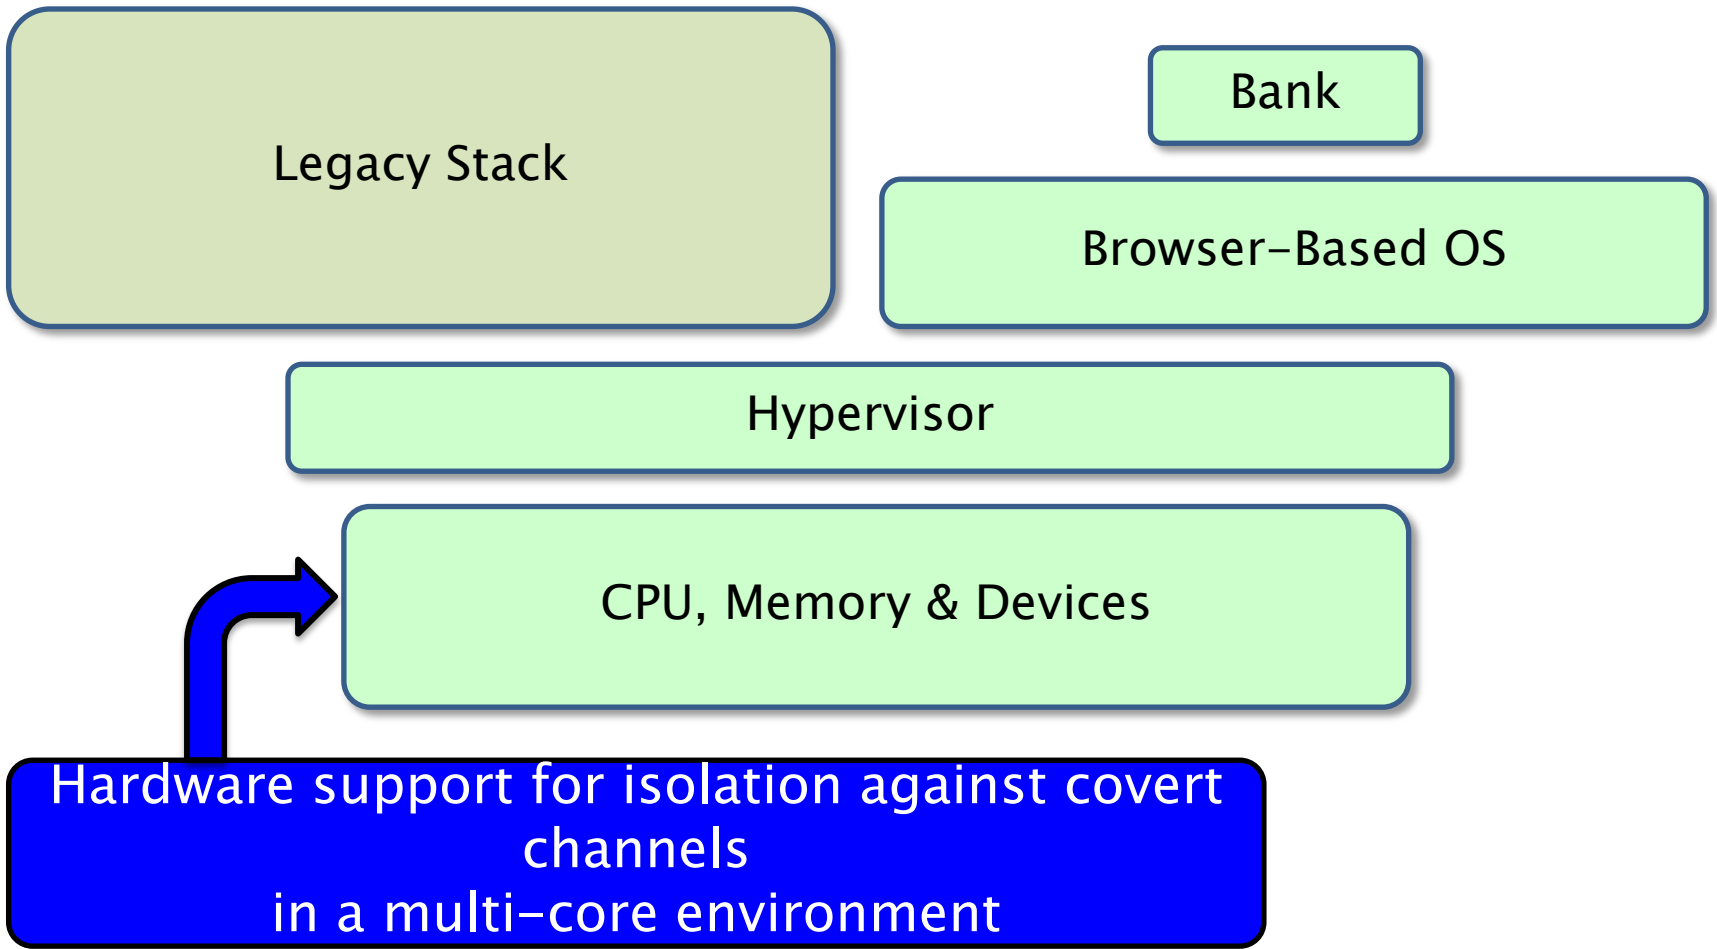 Legacy Stack
Bank
Browser-Based OS
Hypervisor
CPU, Memory & Devices
Hardware support for isolation against covert
channels
in a multi-core environment